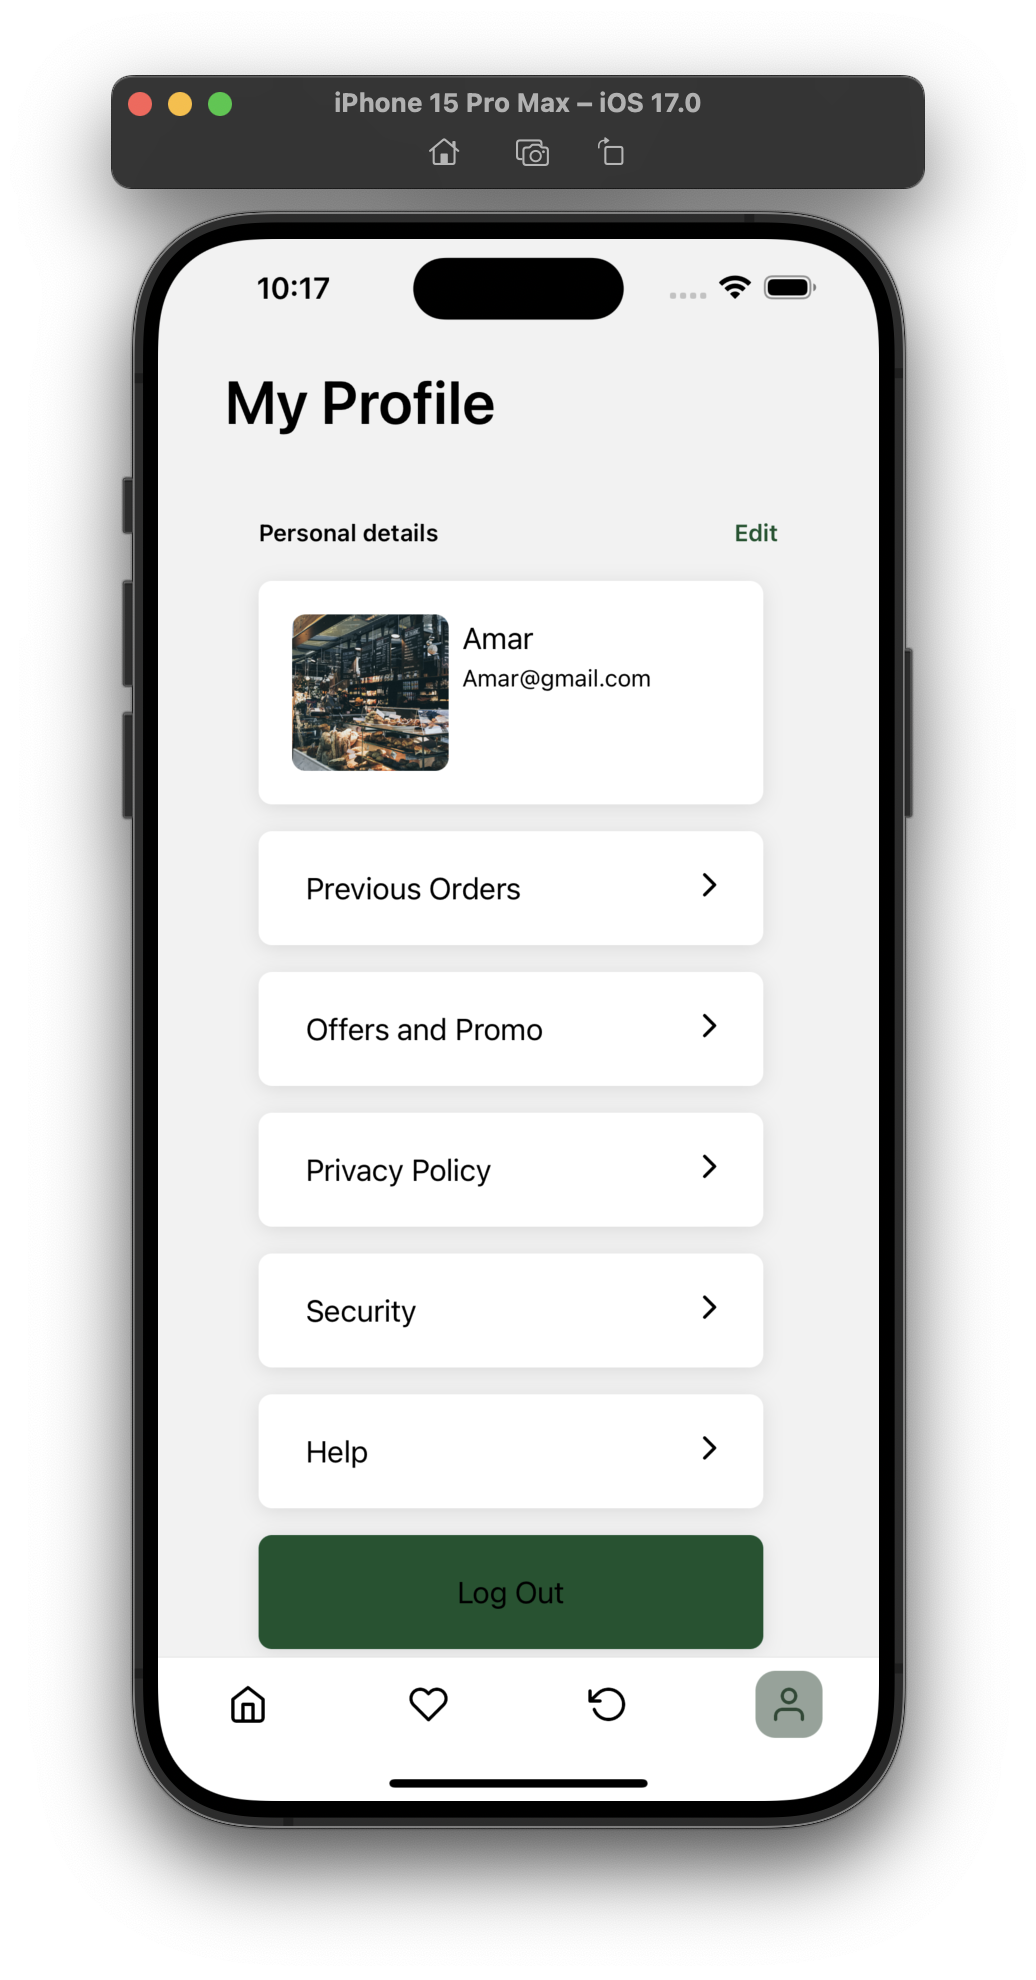 iPhone 15 Pro Max – iOS 17.0
10:17
My Profile
Personal details
Edit
Amar
Amar@gmail.com
Previous Orders
Offers and Promo
Privacy Policy
Security
Help
Log Out